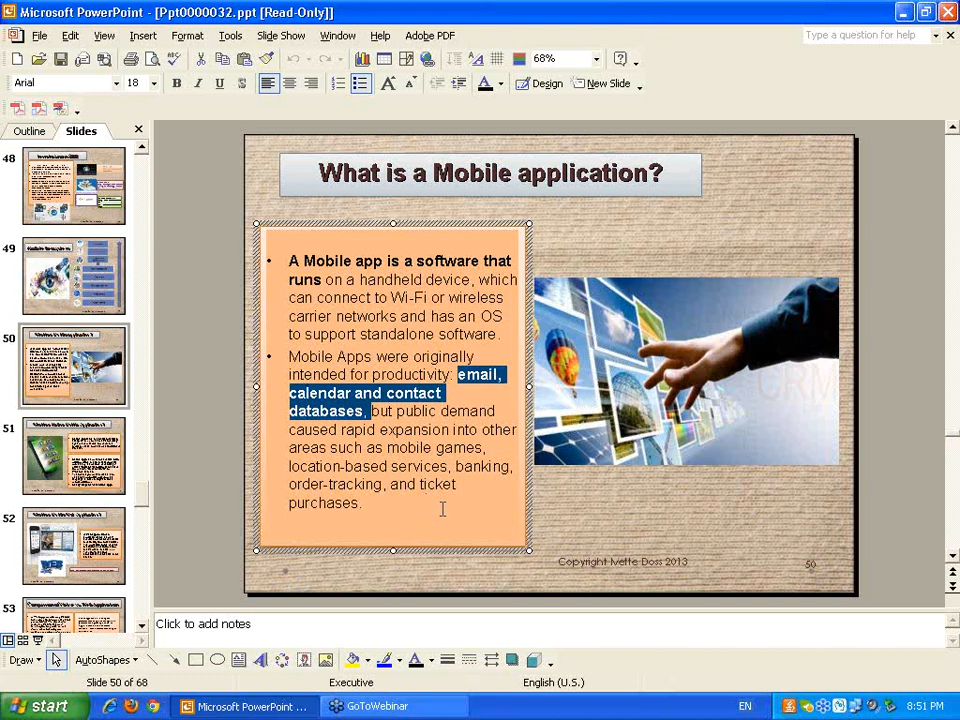 Microsoft PowerPoint - [Ppt0000032.ppt [Read-Only]]
File Edit View Insert Format Tools Slide Show Window Help Adobe PDF
Type a question for help
68%
Arial 18 B I U S Design New Slide
Outline Slides
48
49
50
51
52
53
What is a Mobile application?
• A Mobile app is a software that
runs on a handheld device, which
can connect to Wi-Fi or wireless
carrier networks and has an OS
to support standalone software.
• Mobile Apps were originally
intended for productivity: email,
calendar and contact
databases, but public demand
caused rapid expansion into other
areas such as mobile games,
location-based services, banking,
order-tracking, and ticket
purchases.
CRM
Copyright Ivette Doss 2013
50
Click to add notes
Draw AutoShapes
Slide 50 of 68 Executive English (U.S.)
start Microsoft PowerPoint ... GoToWebinar EN 8:51 PM